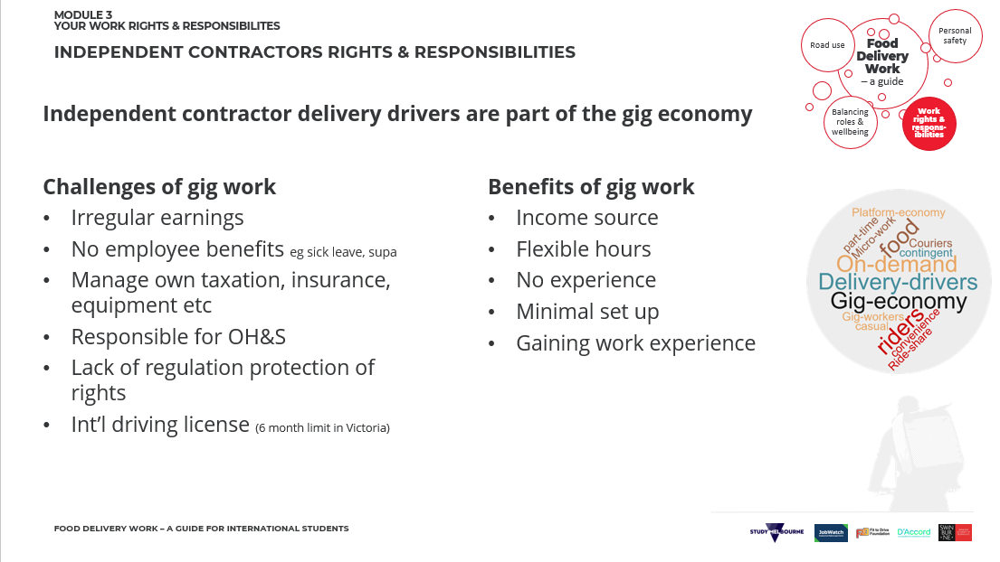 MODULE 3
YOUR WORK RIGHTS & RESPONSIBILITES
INDEPENDENT CONTRACTORS RIGHTS & RESPONSIBILITIES
Road use
Food
Delivery
Work
– a guide
Personal
safety
Balancing
roles &
wellbeing
Work
rights &
respons-
ibilities
Independent contractor delivery drivers are part of the gig economy
Challenges of gig work
• Irregular earnings
• No employee benefits eg sick leave, supa
• Manage own taxation, insurance,
equipment etc
• Responsible for OH&S
• Lack of regulation protection of
rights
• Int'l driving license (6 month limit in Victoria)
Benefits of gig work
• Income source
• Flexible hours
• No experience
• Minimal set up
• Gaining work experience
Platform-economy
part-time
Micro-work
food
Couriers
contingent
On-demand
Delivery-drivers
Gig-economy
Gig-workers
casual
riders
convenience
Ride-share
FOOD DELIVERY WORK – A GUIDE FOR INTERNATIONAL STUDENTS
STUDY MELBOURNE
JobWatch
Fit to Drive
Foundation
D'Accord
SWIN
BUR
NE